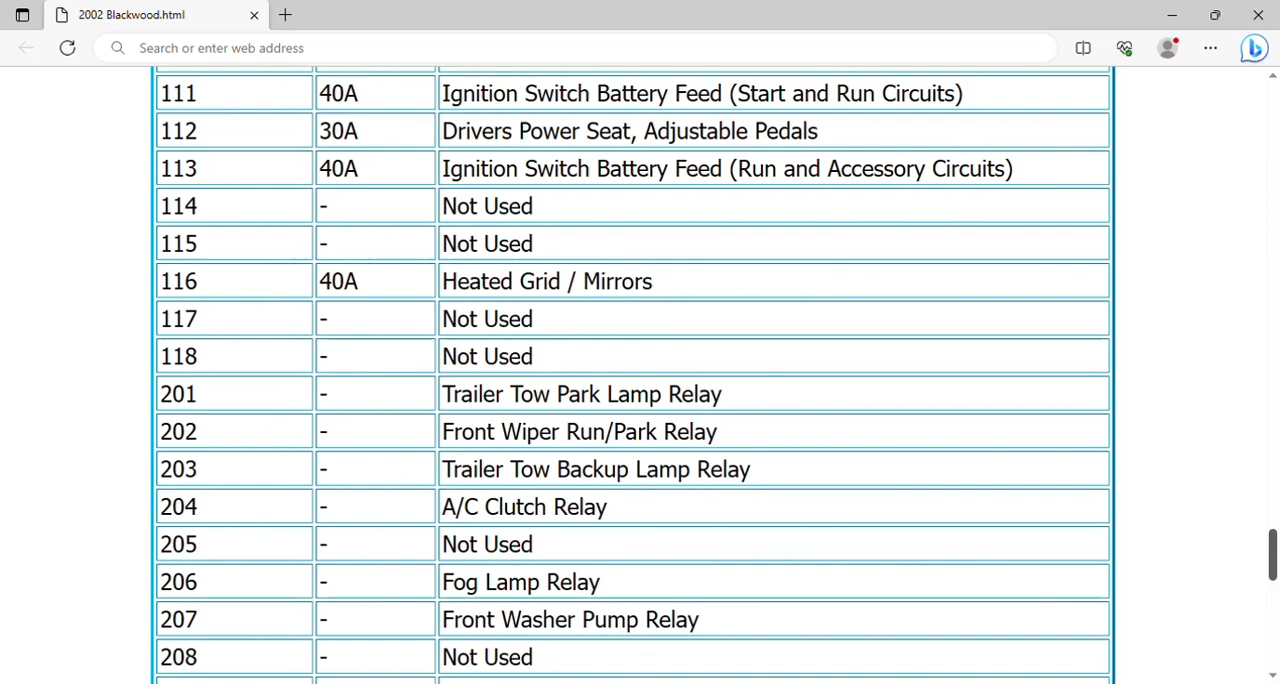 2002 Blackwood.html
Search or enter web address
111 40A Ignition Switch Battery Feed (Start and Run Circuits)
112 30A Drivers Power Seat, Adjustable Pedals
113 40A Ignition Switch Battery Feed (Run and Accessory Circuits)
114 - Not Used
115 - Not Used
116 40A Heated Grid / Mirrors
117 - Not Used
118 - Not Used
201 - Trailer Tow Park Lamp Relay
202 - Front Wiper Run/Park Relay
203 - Trailer Tow Backup Lamp Relay
204 - A/C Clutch Relay
205 - Not Used
206 - Fog Lamp Relay
207 - Front Washer Pump Relay
208 - Not Used